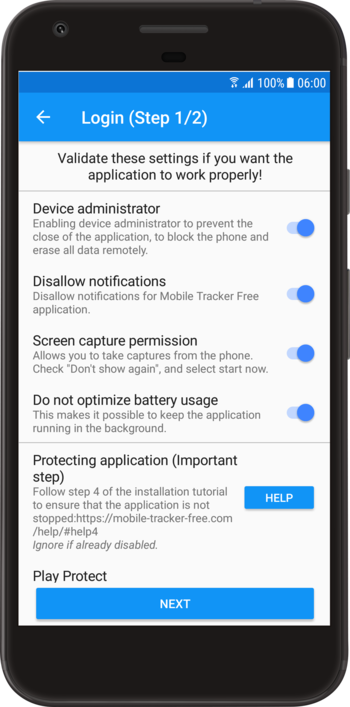 100% 06:00
Login (Step 1/2)
Validate these settings if you want the
application to work properly!
Device administrator
Enabling device administrator to prevent the
close of the application, to block the phone and
erase all data remotely.
Disallow notifications
Disallow notifications for Mobile Tracker Free
application.
Screen capture permission
Allows you to take captures from the phone.
Check "Don't show again", and select start now.
Do not optimize battery usage
This makes it possible to keep the application
running in the background.
Protecting application (Important
step)
Follow step 4 of the installation tutorial
to ensure that the application is not
stopped:https://mobile-tracker-free.com
/help/#help4
Ignore if already disabled.
HELP
Play Protect
NEXT